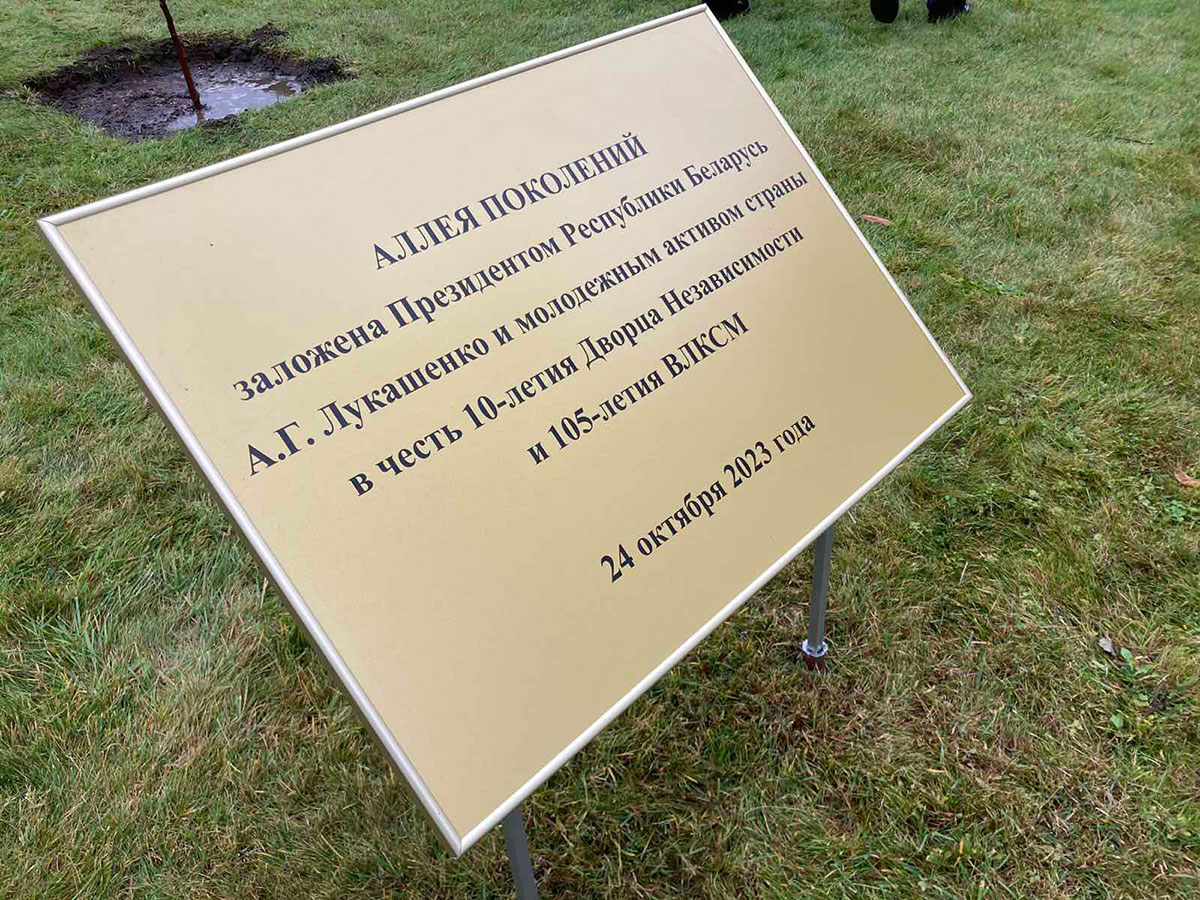 АЛЛЕЯ ПОКОЛЕНИЙ
заложена Президентом Республики Беларусь
А.Г. Лукашенко и молодежным активом страны
в честь 10-летия Дворца Независимости
и 105-летия ВЛКСМ
24 октября 2023 года